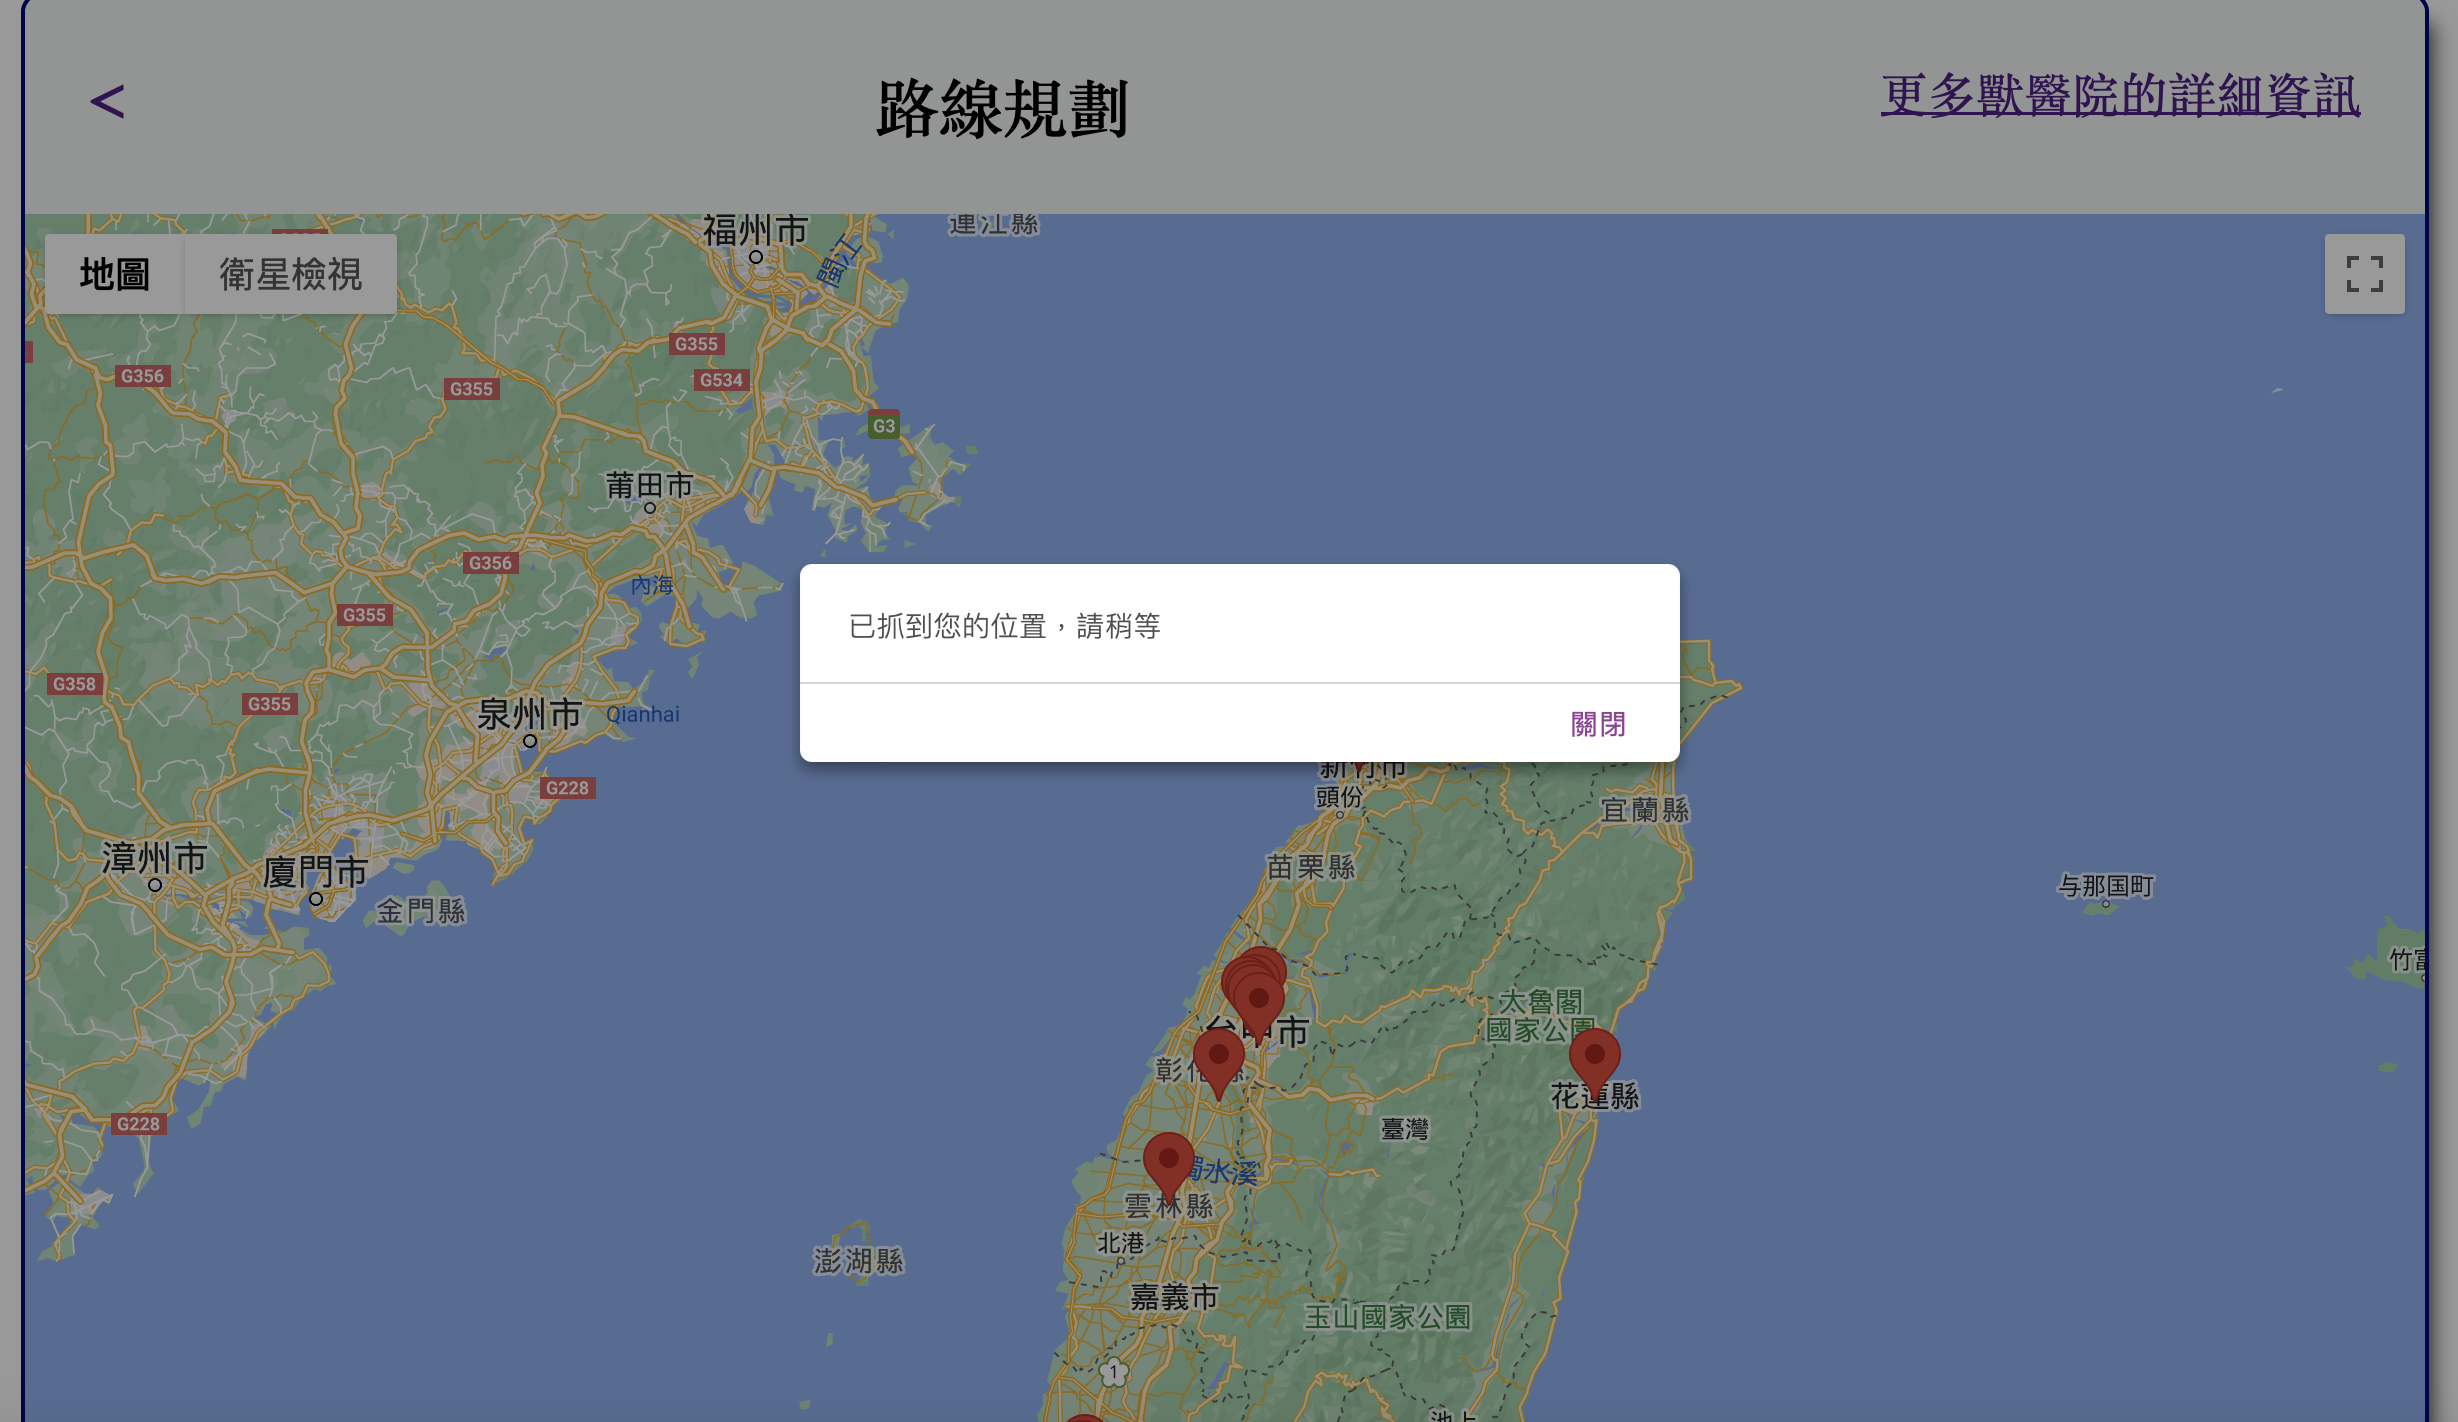 <
路線規劃
更多獸醫院的詳細資訊
福州市
連江縣
閩江
地圖
衛星檢視
G355
G356
G534
G355
G3
莆田市
G356
內海
G355
已抓到您的位置，請稍等
G358
G355
泉州市
Qianhai
關閉
新竹市
G228
頭份
宜蘭縣
漳州市
廈門市
苗栗縣
与那国町
金門縣
竹富
太魯閣
國家公園
台中市
彰化縣
花蓮縣
G228
臺灣
濁水溪
雲林縣
北港
澎湖縣
嘉義市
玉山國家公園
1
池上